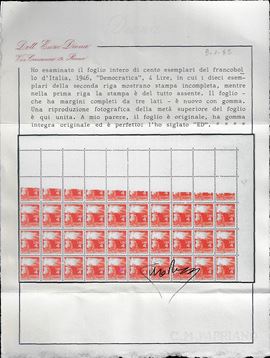 Dott. Enzo Diena
Ho esaminato il foglio intero di cento esemplari del francobol
lo d'Italia, 1946, "Democratica", 4 Lire, in cui i dieci esem-
plari della seconda riga mostrano stampa incompleta, mentre
nella prima riga la stampa è del tutto assente. Il foglio -
che ha margini completi da tre lati - è nuovo con gomma.
Una riproduzione fotografica della metà superiore del foglio
è qui unita. A mio parere, il foglio è originale, ha gomma
integra originale ed è perfetto; l'ho siglato "ED". * * * *